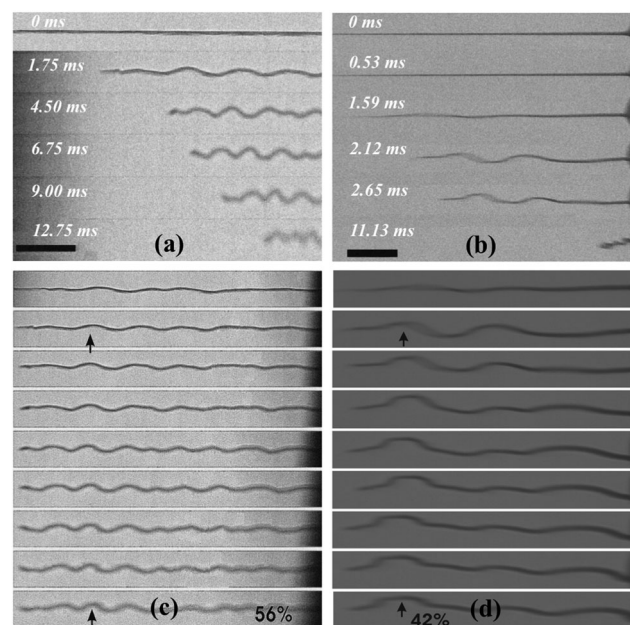 0 ms
1.75 ms
4.50 ms
6.75 ms
9.00 ms
12.75 ms
(a)
0 ms
0.53 ms
1.59 ms
2.12 ms
2.65 ms
11.13 ms
(b)
(c)
56%
(d)
42%